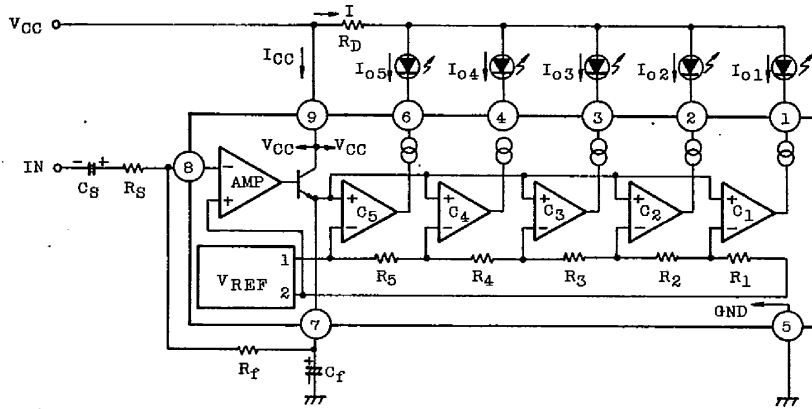 VCC
I
RD
ICC
Io5
Io4
Io3
Io2
Io1
9
6
4
3
2
1
VCC
VCC
IN
CS
RS
8
AMP
C5
C4
C3
C2
C1
VREF
1
2
R5
R4
R3
R2
R1
GND
7
5
Rf
Cf